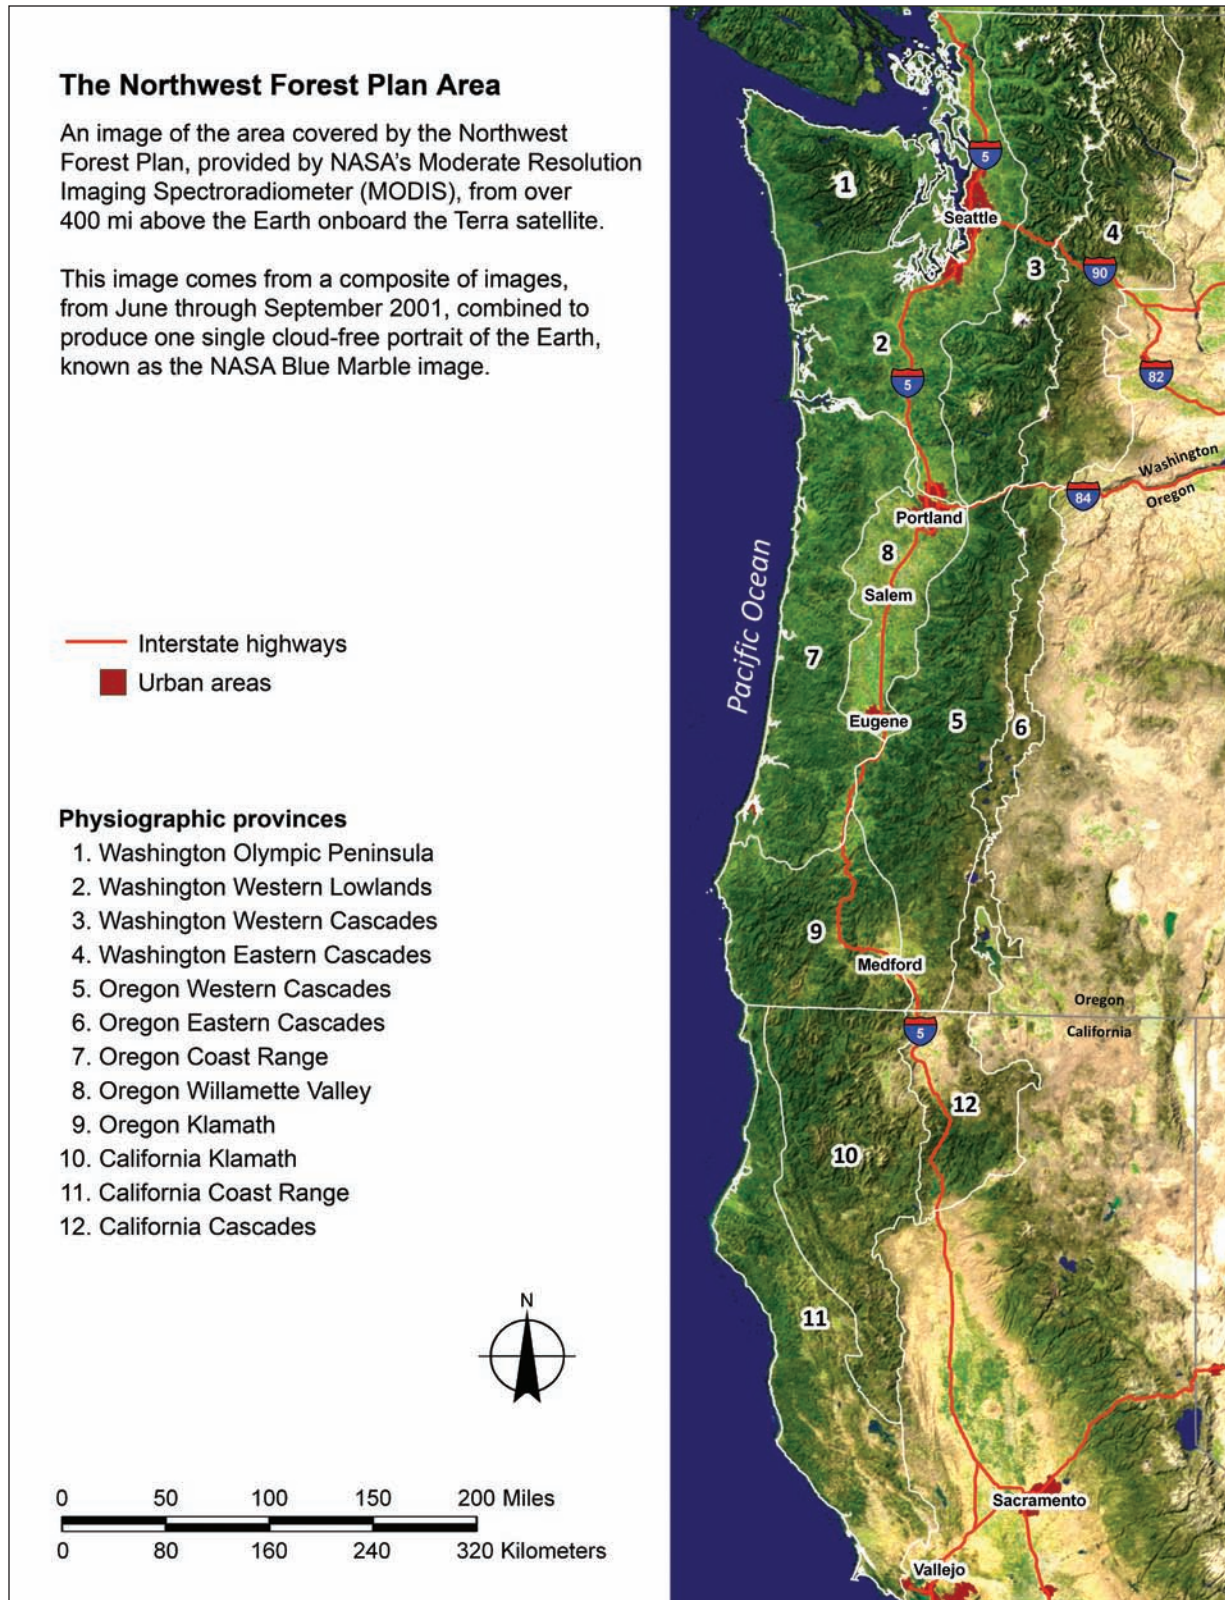 The Northwest Forest Plan Area
An image of the area covered by the Northwest
Forest Plan, provided by NASA's Moderate Resolution
Imaging Spectroradiometer (MODIS), from over
400 mi above the Earth onboard the Terra satellite.
This image comes from a composite of images,
from June through September 2001, combined to
produce one single cloud-free portrait of the Earth,
known as the NASA Blue Marble image.
Interstate highways
Urban areas
Physiographic provinces
1. Washington Olympic Peninsula
2. Washington Western Lowlands
3. Washington Western Cascades
4. Washington Eastern Cascades
5. Oregon Western Cascades
6. Oregon Eastern Cascades
7. Oregon Coast Range
8. Oregon Willamette Valley
9. Oregon Klamath
10. California Klamath
11. California Coast Range
12. California Cascades
N
0 50 100 150 200 Miles
0 80 160 240 320 Kilometers
5
1
Seattle
4
3
90
2
82
5
Washington
84
Oregon
Portland
8
Pacific Ocean
Salem
7
Eugene
5
6
9
Medford
Oregon
California
5
12
10
11
Sacramento
Vallejo